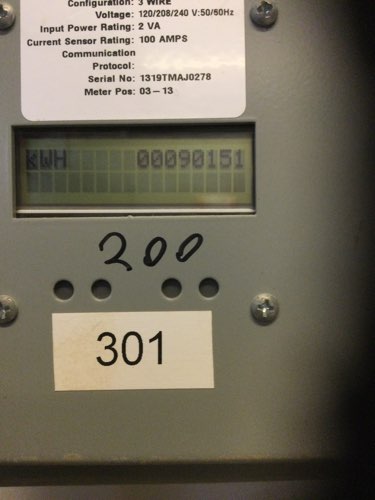 Configuration: 3 WIRE
Voltage: 120/208/240 V:50/60Hz
Input Power Rating: 2 VA
Current Sensor Rating: 100 AMPS
Communication
Protocol:
Serial No: 1319TMAJ0278
Meter Pos: 03-13
KWH 00090151
200
301